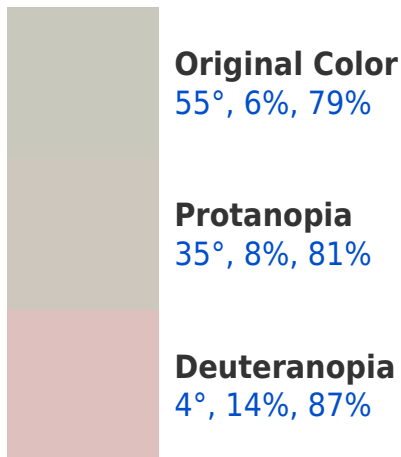 Original Color
55°, 6%, 79%
Protanopia
35°, 8%, 81%
Deuteranopia
4°, 14%, 87%